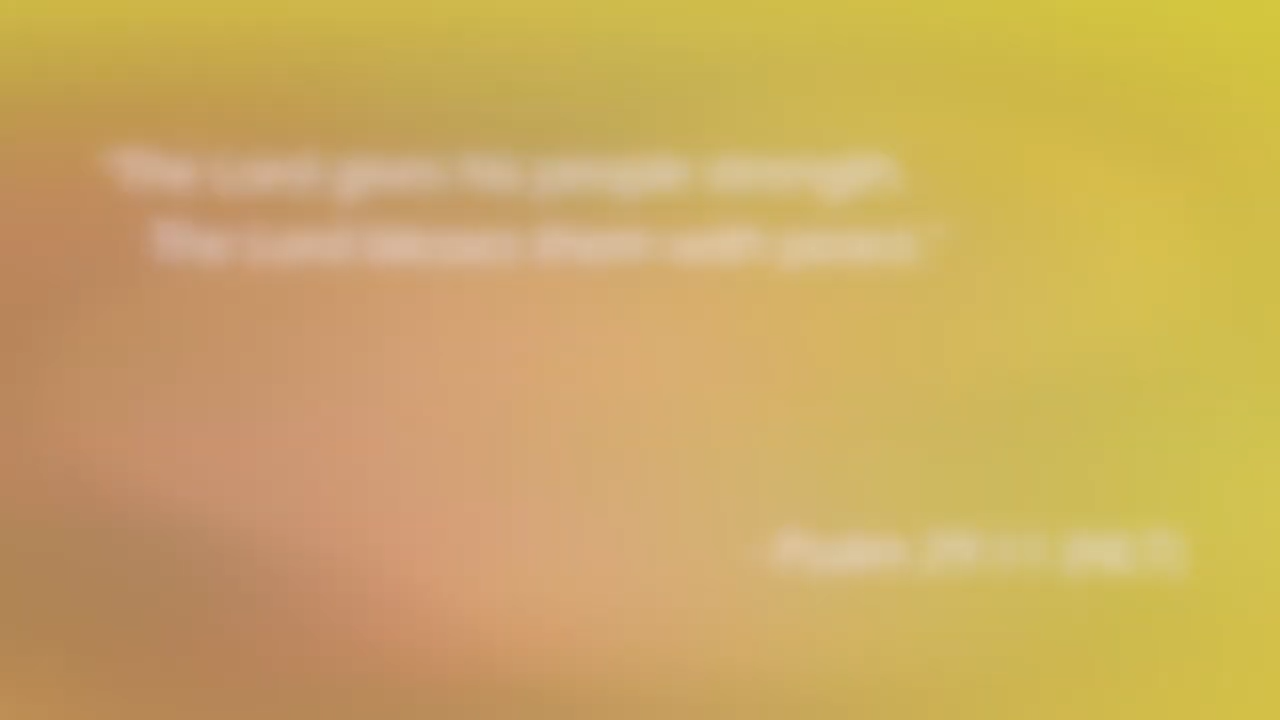 "The Lord gives his people strength.
The Lord blesses them with peace."
Psalm 29:11 (NLT)